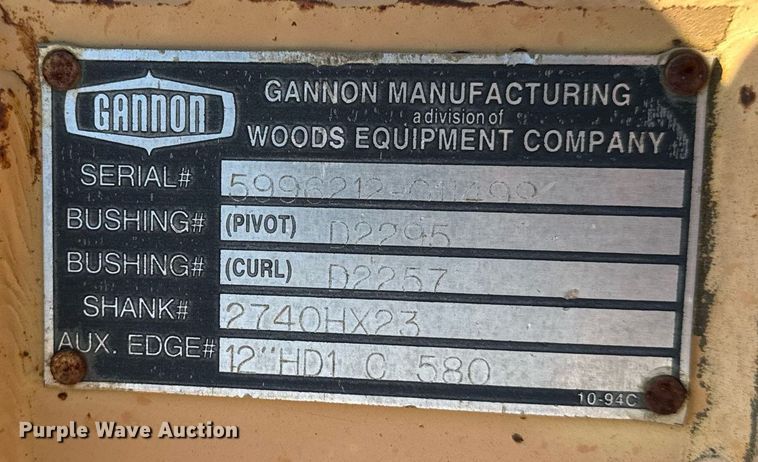 GANNON
GANNON MANUFACTURING
a division of
WOODS EQUIPMENT COMPANY
SERIAL#
BUSHING# (PIVOT) D2295
BUSHING# (CURL) D2257
SHANK# 2740HX23
AUX. EDGE# 12"HD1 C 580
10-94C
Purple Wave Auction